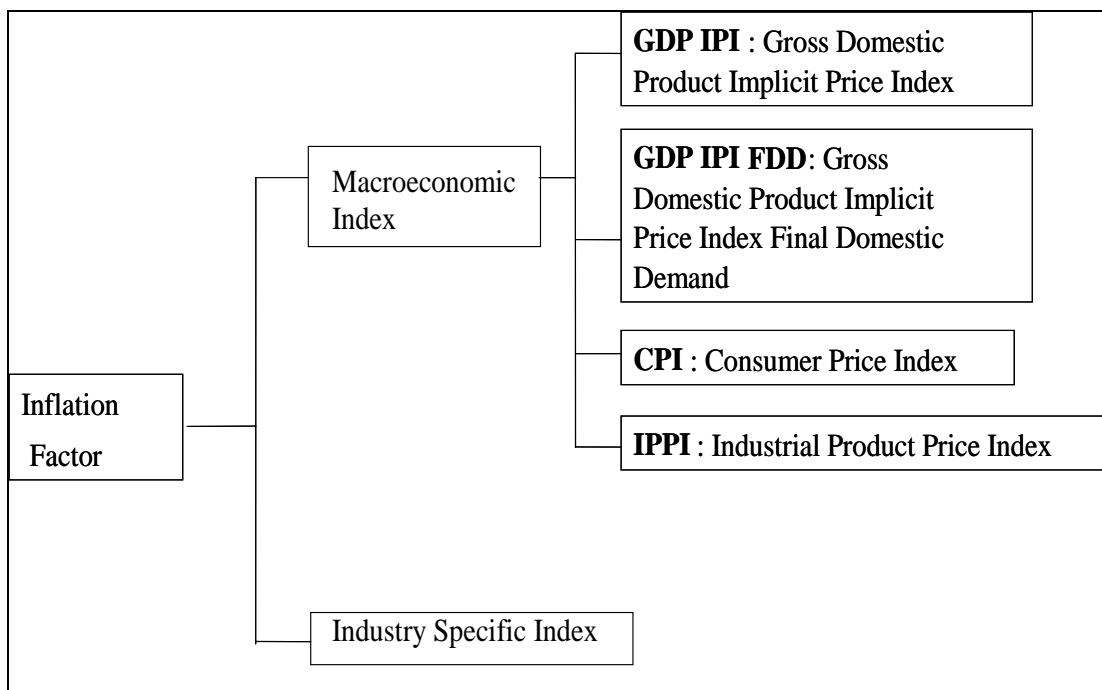 Inflation
Factor
Macroeconomic
Index
GDP IPI : Gross Domestic
Product Implicit Price Index
GDP IPI FDD: Gross
Domestic Product Implicit
Price Index Final Domestic
Demand
CPI : Consumer Price Index
IPPI : Industrial Product Price Index
Industry Specific Index